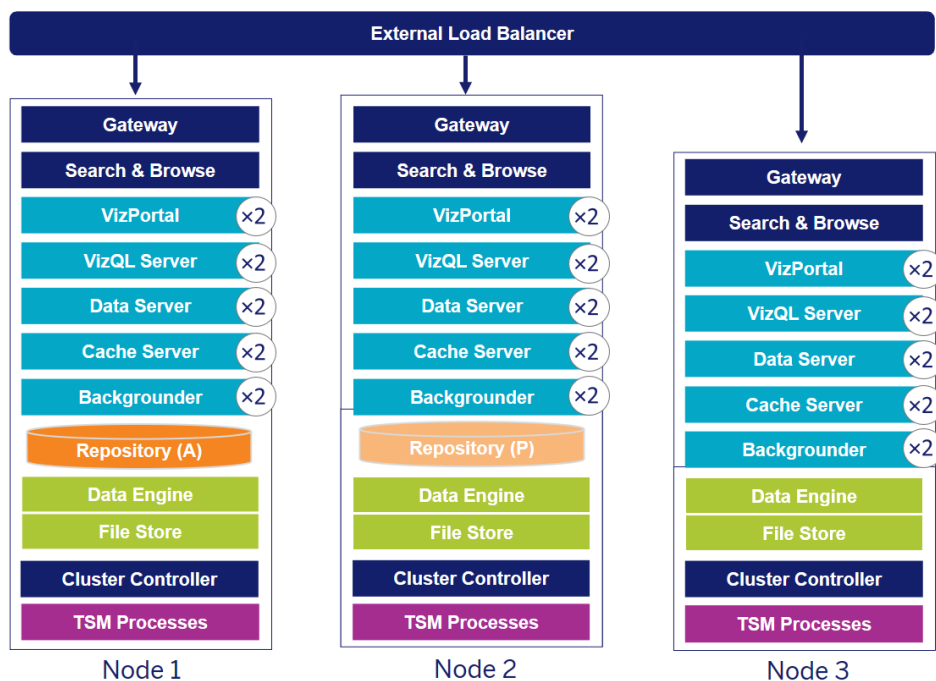 External Load Balancer
Gateway
Search & Browse
VizPortal ×2
VizQL Server ×2
Data Server ×2
Cache Server ×2
Backgrounder ×2
Repository (A)
Data Engine
File Store
Cluster Controller
TSM Processes
Node 1
Gateway
Search & Browse
VizPortal ×2
VizQL Server ×2
Data Server ×2
Cache Server ×2
Backgrounder ×2
Repository (P)
Data Engine
File Store
Cluster Controller
TSM Processes
Node 2
Gateway
Search & Browse
VizPortal ×2
VizQL Server ×2
Data Server ×2
Cache Server ×2
Backgrounder ×2
Data Engine
File Store
Cluster Controller
TSM Processes
Node 3